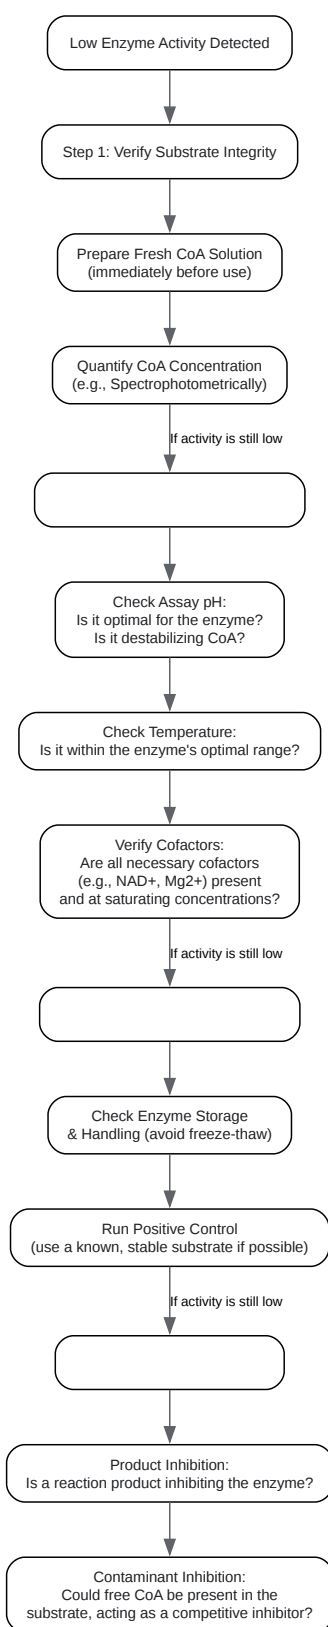 Low Enzyme Activity Detected
Step 1: Verify Substrate Integrity
Prepare Fresh CoA Solution
(immediately before use)
Quantify CoA Concentration
(e.g., Spectrophotometrically)
If activity is still low
Check Assay pH:
Is it optimal for the enzyme?
Is it destabilizing CoA?
Check Temperature:
Is it within the enzyme's optimal range?
Verify Cofactors:
Are all necessary cofactors
(e.g., NAD+, Mg2+) present
and at saturating concentrations?
If activity is still low
Check Enzyme Storage
& Handling (avoid freeze-thaw)
Run Positive Control
(use a known, stable substrate if possible)
If activity is still low
Product Inhibition:
Is a reaction product inhibiting the enzyme?
Contaminant Inhibition:
Could free CoA be present in the
substrate, acting as a competitive inhibitor?